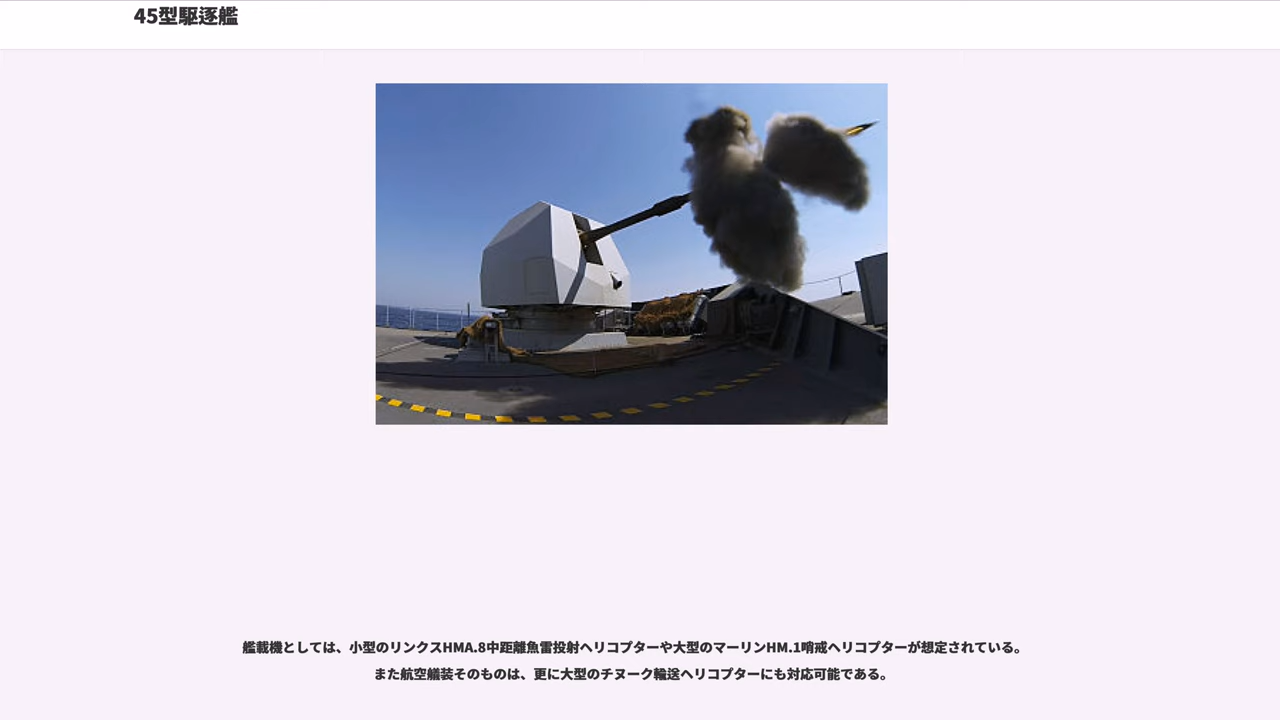 45型駆逐艦
艦載機としては、小型のリンクスHMA.8中距離魚雷投射ヘリコプターや大型のマーリンHM.1哨戒ヘリコプターが想定されている。
また航空艤装そのものは、更に大型のチヌーク輸送ヘリコプターにも対応可能である。